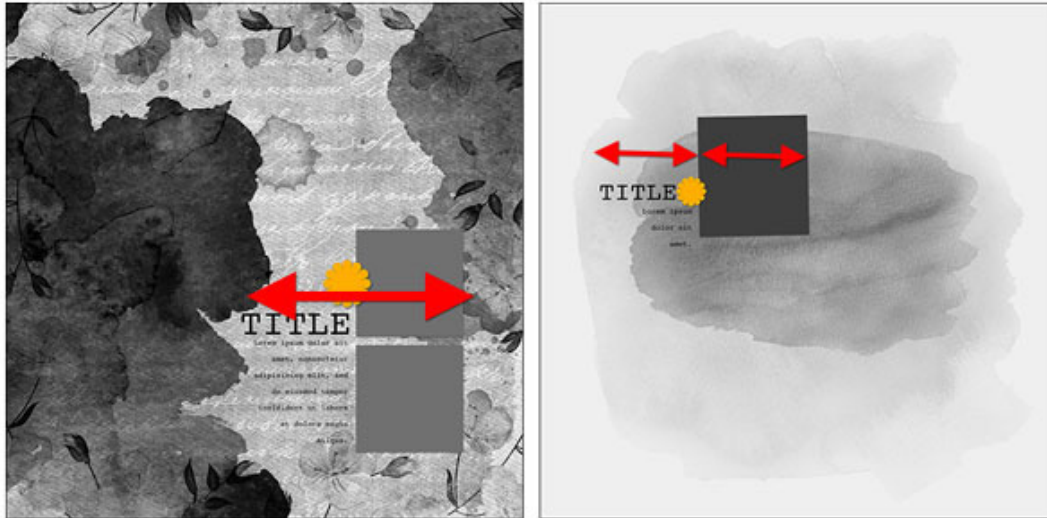 TITLE
Lorem ipsum dolor sit
amet, consectetur
adipisicing elit, sed
do eiusmod tempor
incididunt ut labore
et dolore magna
aliqua.
TITLE
Lorem ipsum
dolor sit
amet.